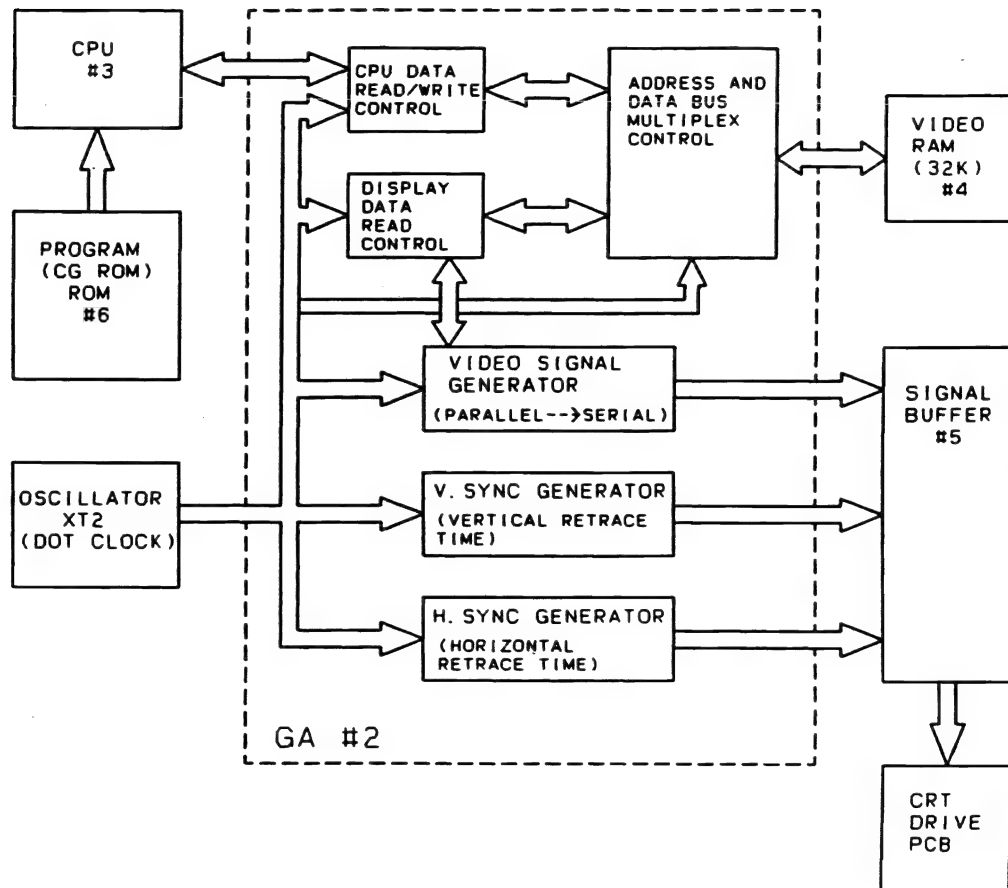 CPU
#3
CPU DATA
READ/WRITE
CONTROL
ADDRESS AND
DATA BUS
MULTIPLEX
CONTROL
VIDEO
RAM
(32K)
#4
DISPLAY
DATA
READ
CONTROL
PROGRAM
(CG ROM)
ROM
#6
VIDEO SIGNAL
GENERATOR
(PARALLEL-->SERIAL)
SIGNAL
BUFFER
#5
OSCILLATOR
XT2
(DOT CLOCK)
V. SYNC GENERATOR
(VERTICAL RETRACE
TIME)
H. SYNC GENERATOR
(HORIZONTAL
RETRACE TIME)
GA #2
CRT
DRIVE
PCB